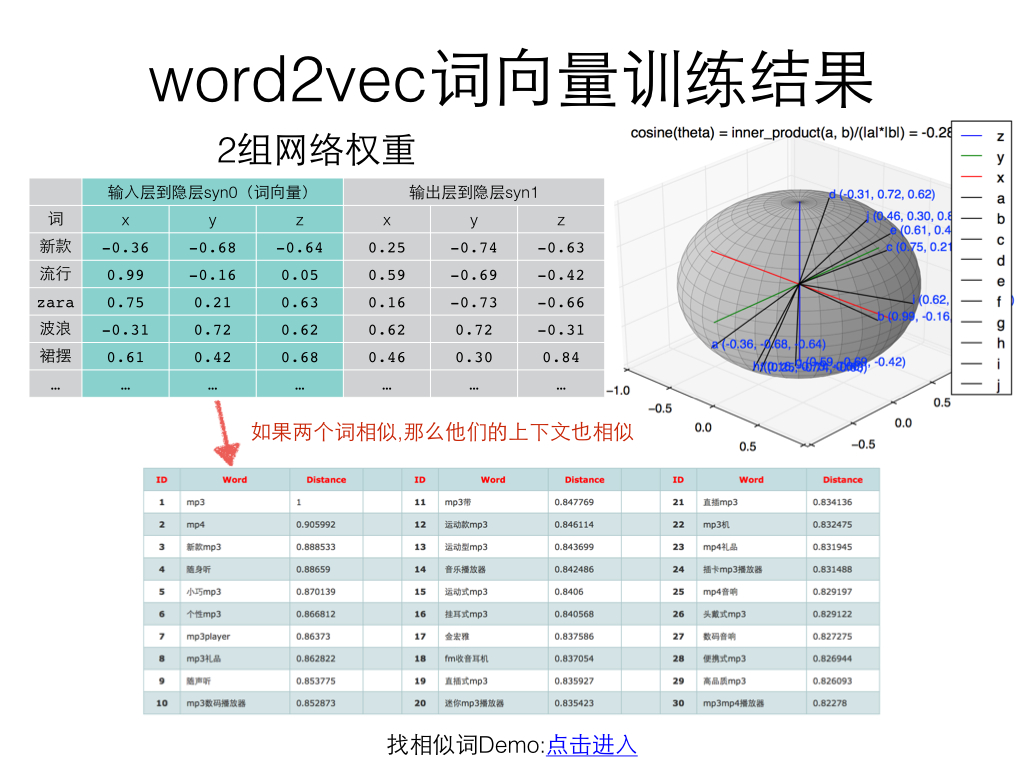 word2vec词向量训练结果
2组网络权重
输入层到隐层syn0（词向量） 输出层到隐层syn1
词 x y z x y z
新款 -0.36 -0.68 -0.64 0.25 -0.74 -0.63
流行 0.99 -0.16 0.05 0.59 -0.69 -0.42
zara 0.75 0.21 0.63 0.16 -0.73 -0.66
波浪 -0.31 0.72 0.62 0.62 0.72 -0.31
裙摆 0.61 0.42 0.68 0.46 0.30 0.84
… … … … … … …
cosine(theta) = inner_product(a, b)/(|a|*|b|) = -0.28
z
y
x
a
b
c
d
e
f
g
h
i
j
d (-0.31, 0.72, 0.62)
j (0.46, 0.30, 0.8
e (0.61, 0.4
c (0.75, 0.21
i (0.62,
b (0.99, -0.16,
a (-0.36, -0.68, -0.64)
g (0.59, -0.69, -0.42)
-1.0
-0.5
0.0
0.5
-0.5
0.0
0.5
如果两个词相似,那么他们的上下文也相似
ID Word Distance ID Word Distance ID Word Distance
1 mp3 1 11 mp3带 0.847769 21 直插mp3 0.834136
2 mp4 0.905992 12 运动款mp3 0.846114 22 mp3机 0.832475
3 新款mp3 0.888533 13 运动型mp3 0.843699 23 mp4礼品 0.831945
4 随身听 0.88659 14 音乐播放器 0.842486 24 插卡mp3播放器 0.831488
5 小巧mp3 0.870139 15 运动式mp3 0.8406 25 mp4音响 0.829197
6 个性mp3 0.866812 16 挂耳式mp3 0.840568 26 头戴式mp3 0.829122
7 mp3player 0.86373 17 金宏雅 0.837586 27 数码音响 0.827275
8 mp3礼品 0.862822 18 fm收音耳机 0.837054 28 便携式mp3 0.826944
9 随声听 0.853775 19 直插式mp3 0.835927 29 高品质mp3 0.826093
10 mp3数码播放器 0.852873 20 迷你mp3播放器 0.835423 30 mp3mp4播放器 0.82278
找相似词Demo:点击进入